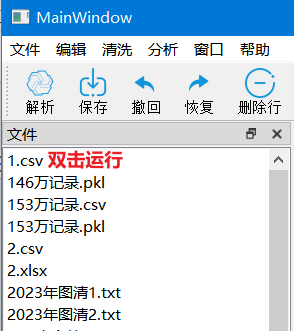 MainWindow
文件 编辑 清洗 分析 窗口 帮助
解析 保存 撤回 恢复 删除行
文件
1.csv 双击运行
146万记录.pkl
153万记录.csv
153万记录.pkl
2.csv
2.xlsx
2023年图清1.txt
2023年图清2.txt